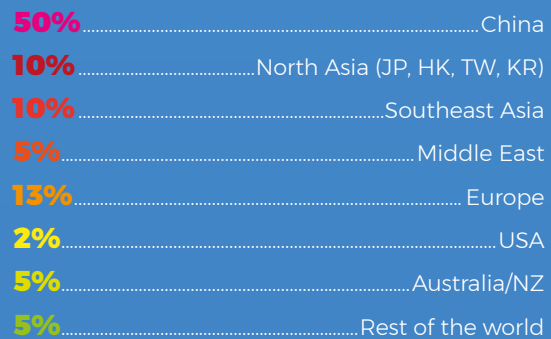 50% China
10% North Asia (JP, HK, TW, KR)
10% Southeast Asia
5% Middle East
13% Europe
2% USA
5% Australia/NZ
5% Rest of the world